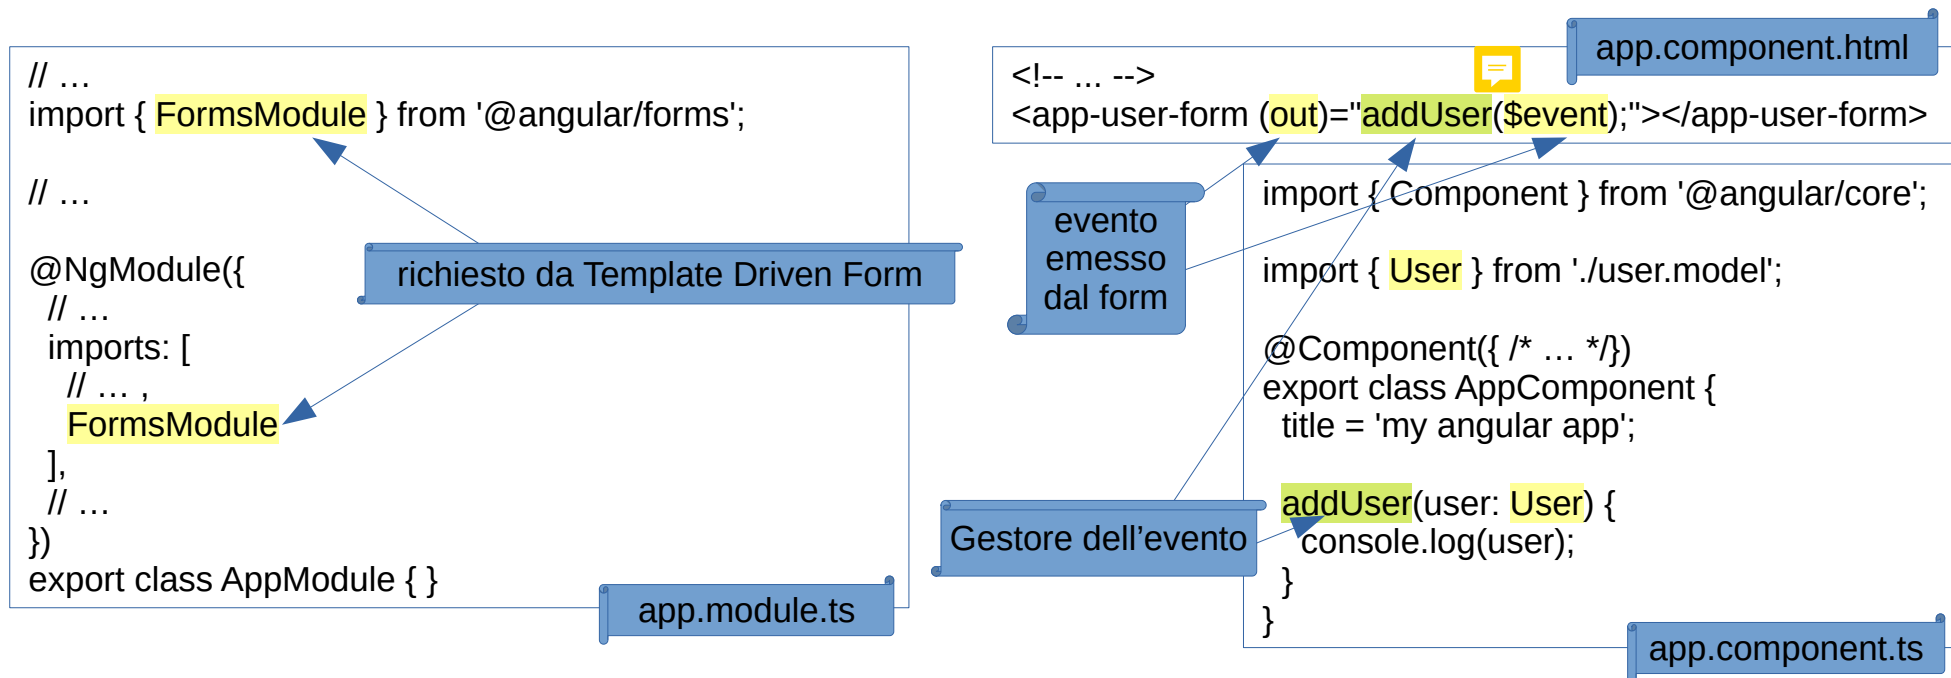 // …
import { FormsModule } from '@angular/forms';
// …
@NgModule({
// …
imports: [
// … ,
FormsModule
],
// …
})
export class AppModule { }
richiesto da Template Driven Form
app.module.ts
app.component.html
<!-- ... -->
<app-user-form (out)="addUser($event);"></app-user-form>
evento
emesso
dal form
import { Component } from '@angular/core';
import { User } from './user.model';
@Component({ /* … */})
export class AppComponent {
title = 'my angular app';
addUser(user: User) {
console.log(user);
}
}
Gestore dell’evento
app.component.ts